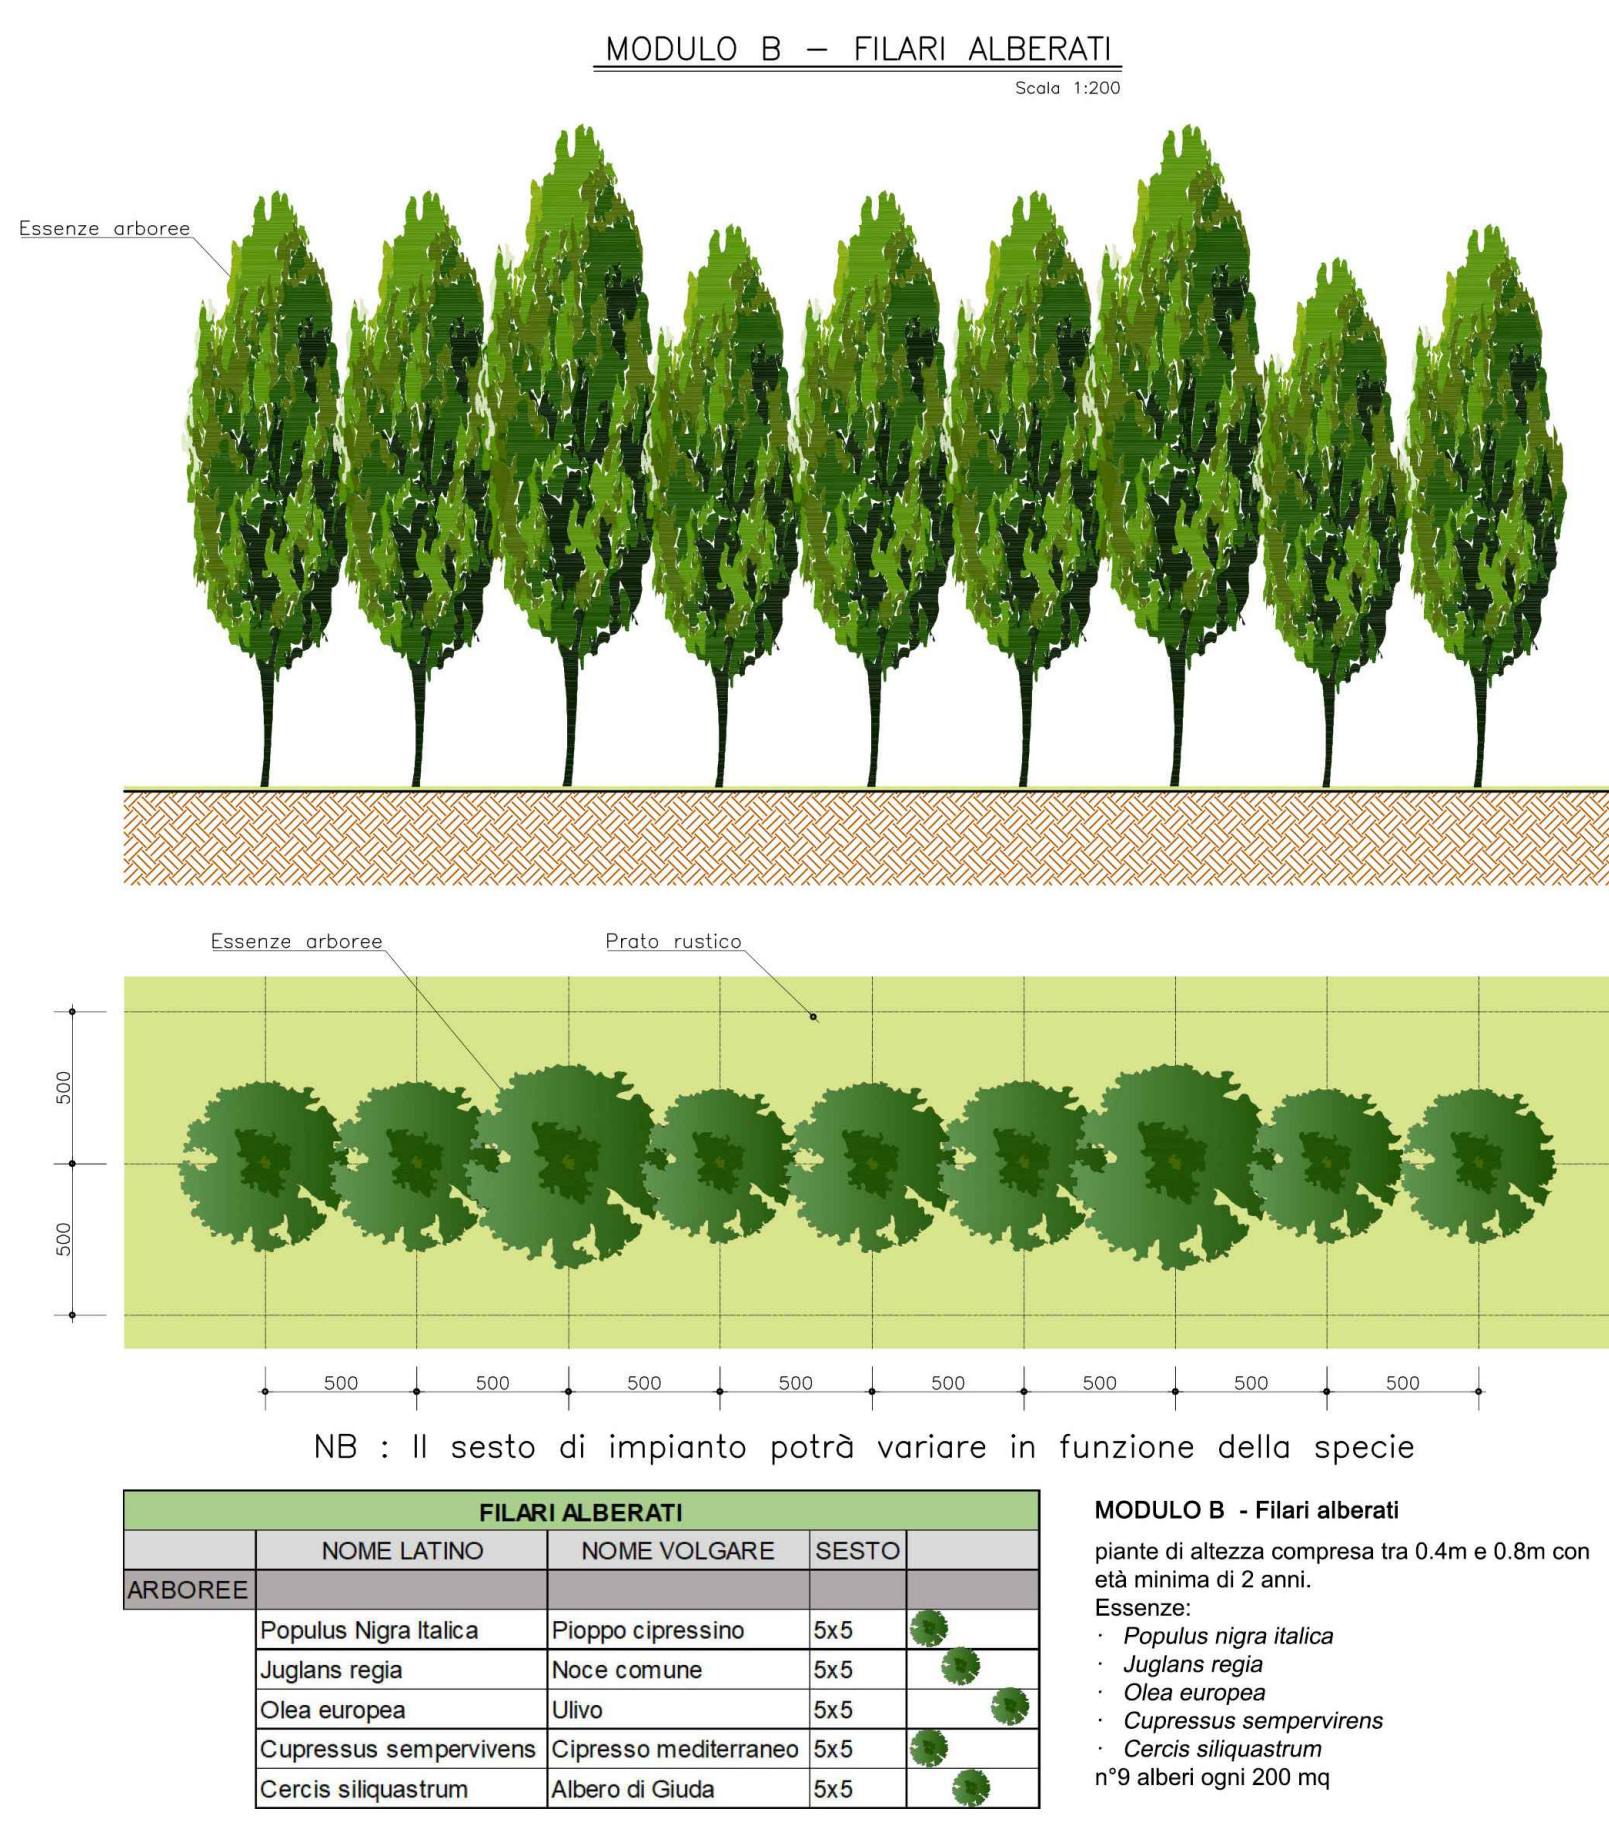 MODULO B – FILARI ALBERATI
Scala 1:200
Essenze arboree
Essenze arboree
Prato rustico
500
500
500 500 500 500 500 500 500 500
NB : Il sesto di impianto potrà variare in funzione della specie
FILARI ALBERATI
NOME LATINO NOME VOLGARE SESTO
ARBOREE
Populus Nigra Italica Pioppo cipressino 5x5
Juglans regia Noce comune 5x5
Olea europea Ulivo 5x5
Cupressus sempervivens Cipresso mediterraneo 5x5
Cercis siliquastrum Albero di Giuda 5x5
MODULO B - Filari alberati
piante di altezza compresa tra 0.4m e 0.8m con
età minima di 2 anni.
Essenze:
· Populus nigra italica
· Juglans regia
· Olea europea
· Cupressus sempervirens
· Cercis siliquastrum
n°9 alberi ogni 200 mq